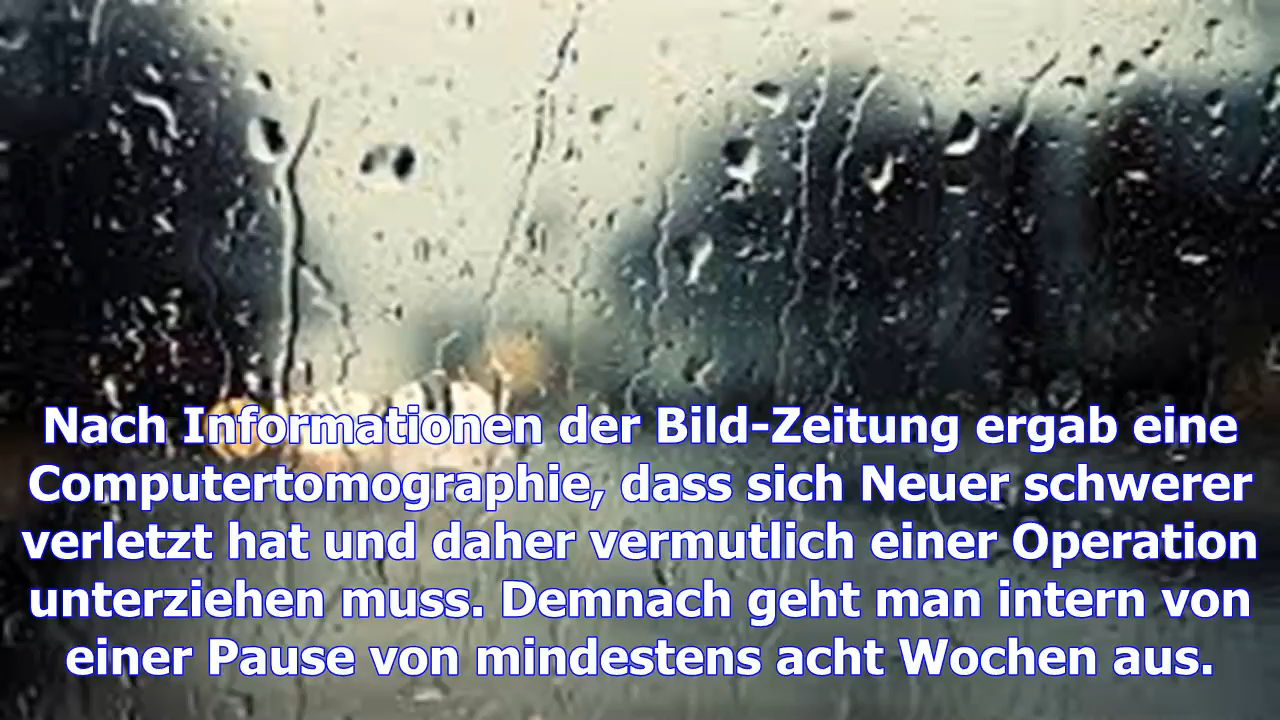 Nach Informationen der Bild-Zeitung ergab eine
Computertomographie, dass sich Neuer schwerer
verletzt hat und daher vermutlich einer Operation
unterziehen muss. Demnach geht man intern von
einer Pause von mindestens acht Wochen aus.